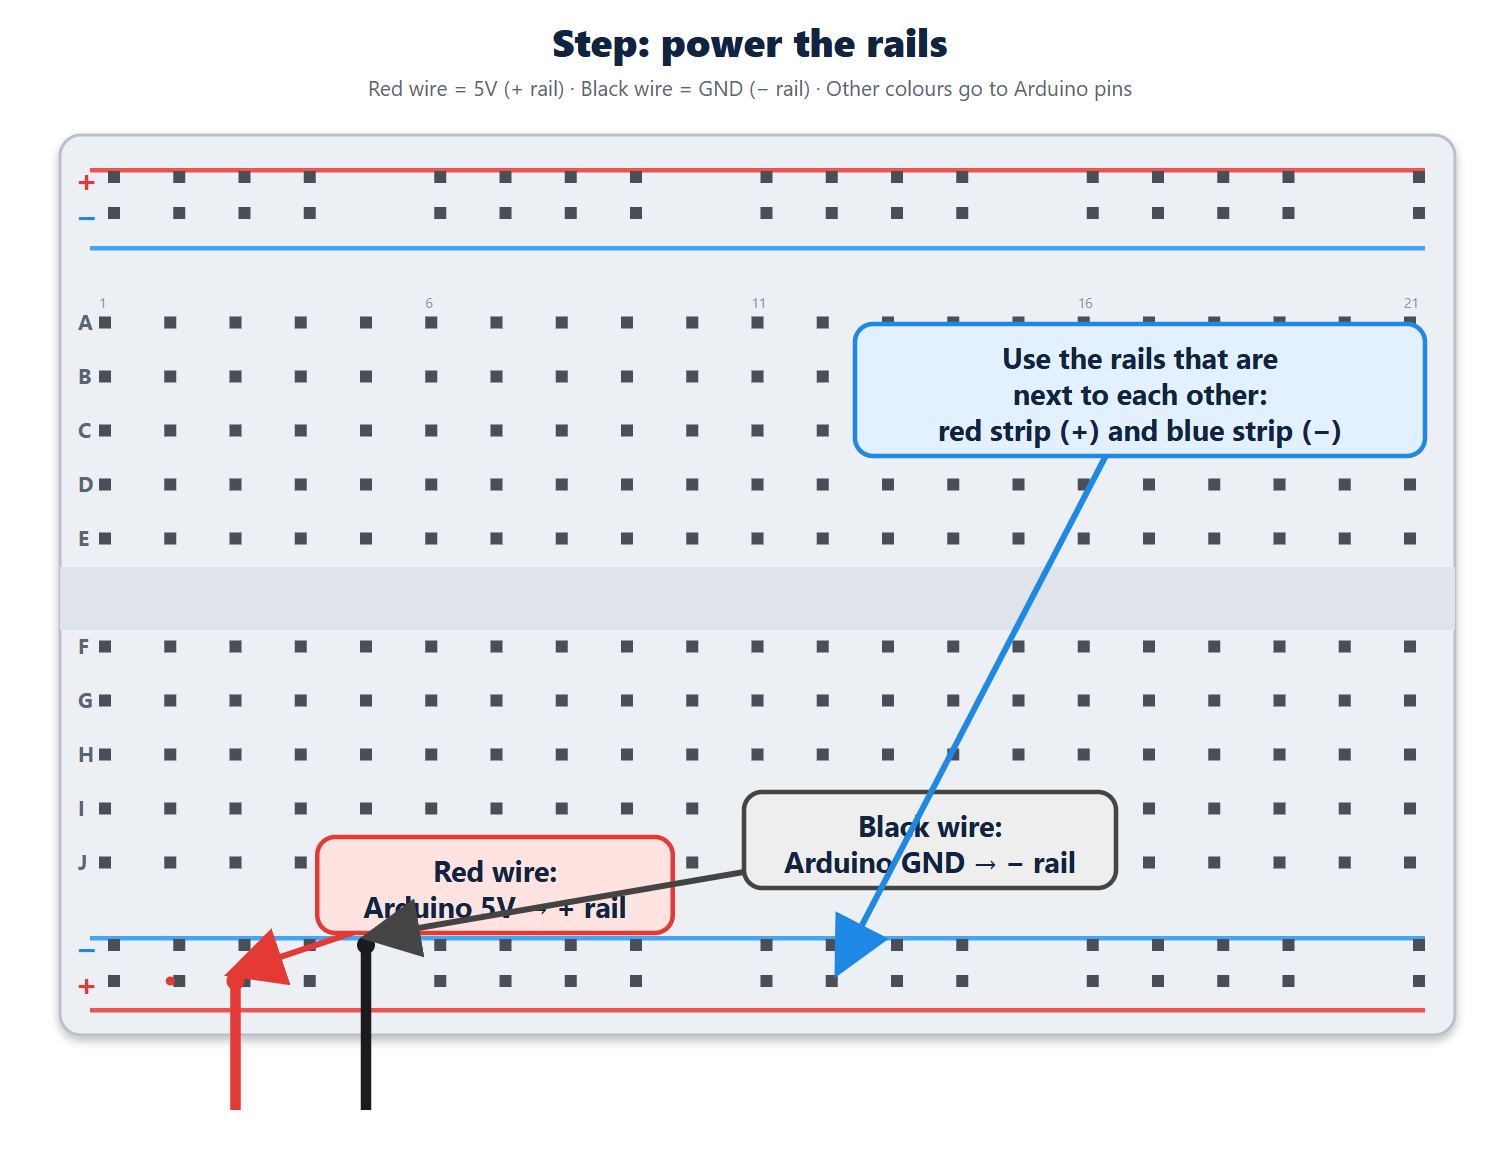 Step: power the rails
Red wire = 5V (+ rail) · Black wire = GND (− rail) · Other colours go to Arduino pins
+
−
1 6 11 16 21
A
Use the rails that are
B
next to each other:
C
red strip (+) and blue strip (−)
D
E
F
G
H
I
Black wire:
J
Arduino GND → − rail
Red wire:
Arduino 5V → + rail
−
+